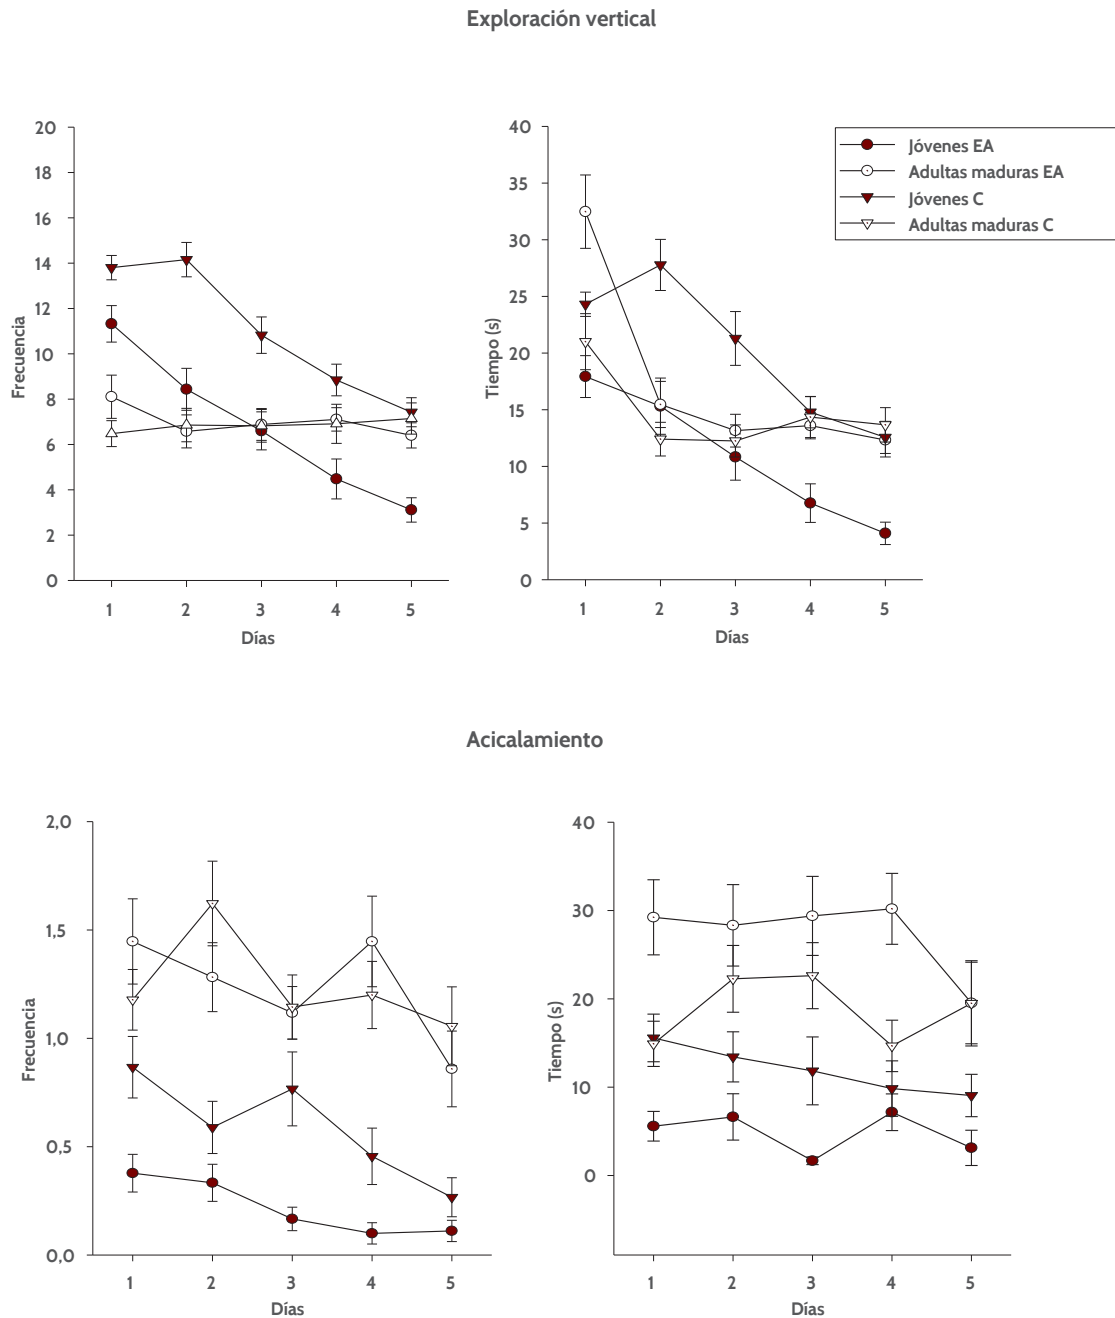 Exploración vertical
20
18
16
14
12
10
8
6
4
2
0
Frecuencia
1 2 3 4 5
Días
40
35
30
25
20
15
10
5
0
Tiempo (s)
1 2 3 4 5
Días
Jóvenes EA
Adultas maduras EA
Jóvenes C
Adultas maduras C
Acicalamiento
2,0
1,5
1,0
0,5
0,0
Frecuencia
1 2 3 4 5
Días
40
30
20
10
0
Tiempo (s)
1 2 3 4 5
Días